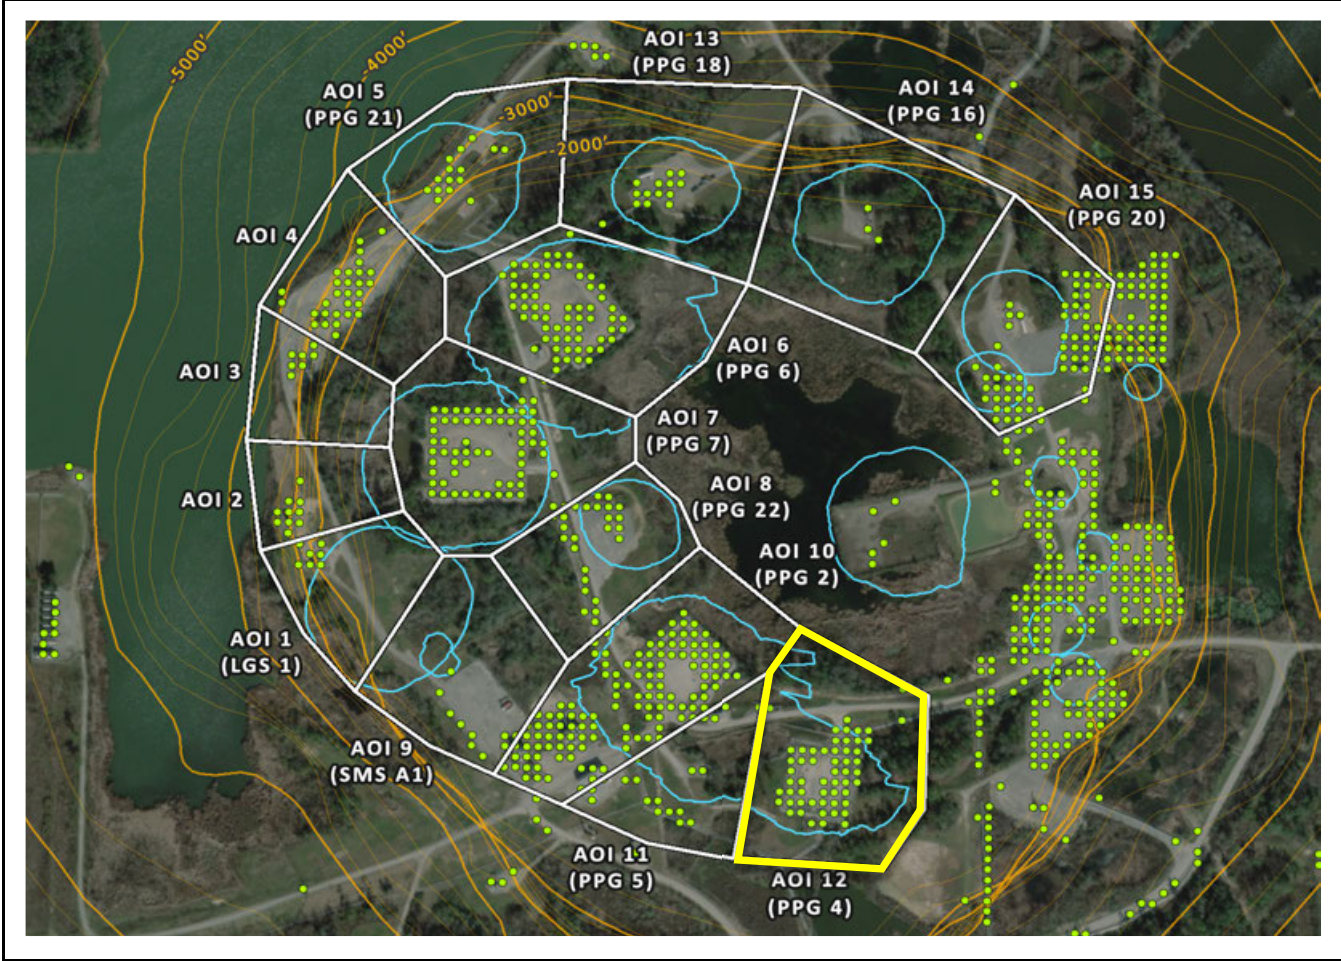 -5000'
-4000'
AOI 13
(PPG 18)
AOI 5
(PPG 21)
AOI 14
(PPG 16)
-3000'
-2000'
AOI 15
(PPG 20)
AOI 4
AOI 3
AOI 6
(PPG 6)
AOI 7
(PPG 7)
AOI 2
AOI 8
(PPG 22)
AOI 10
(PPG 2)
AOI 1
(LGS 1)
AOI 9
(SMS A1)
AOI 11
(PPG 5)
AOI 12
(PPG 4)